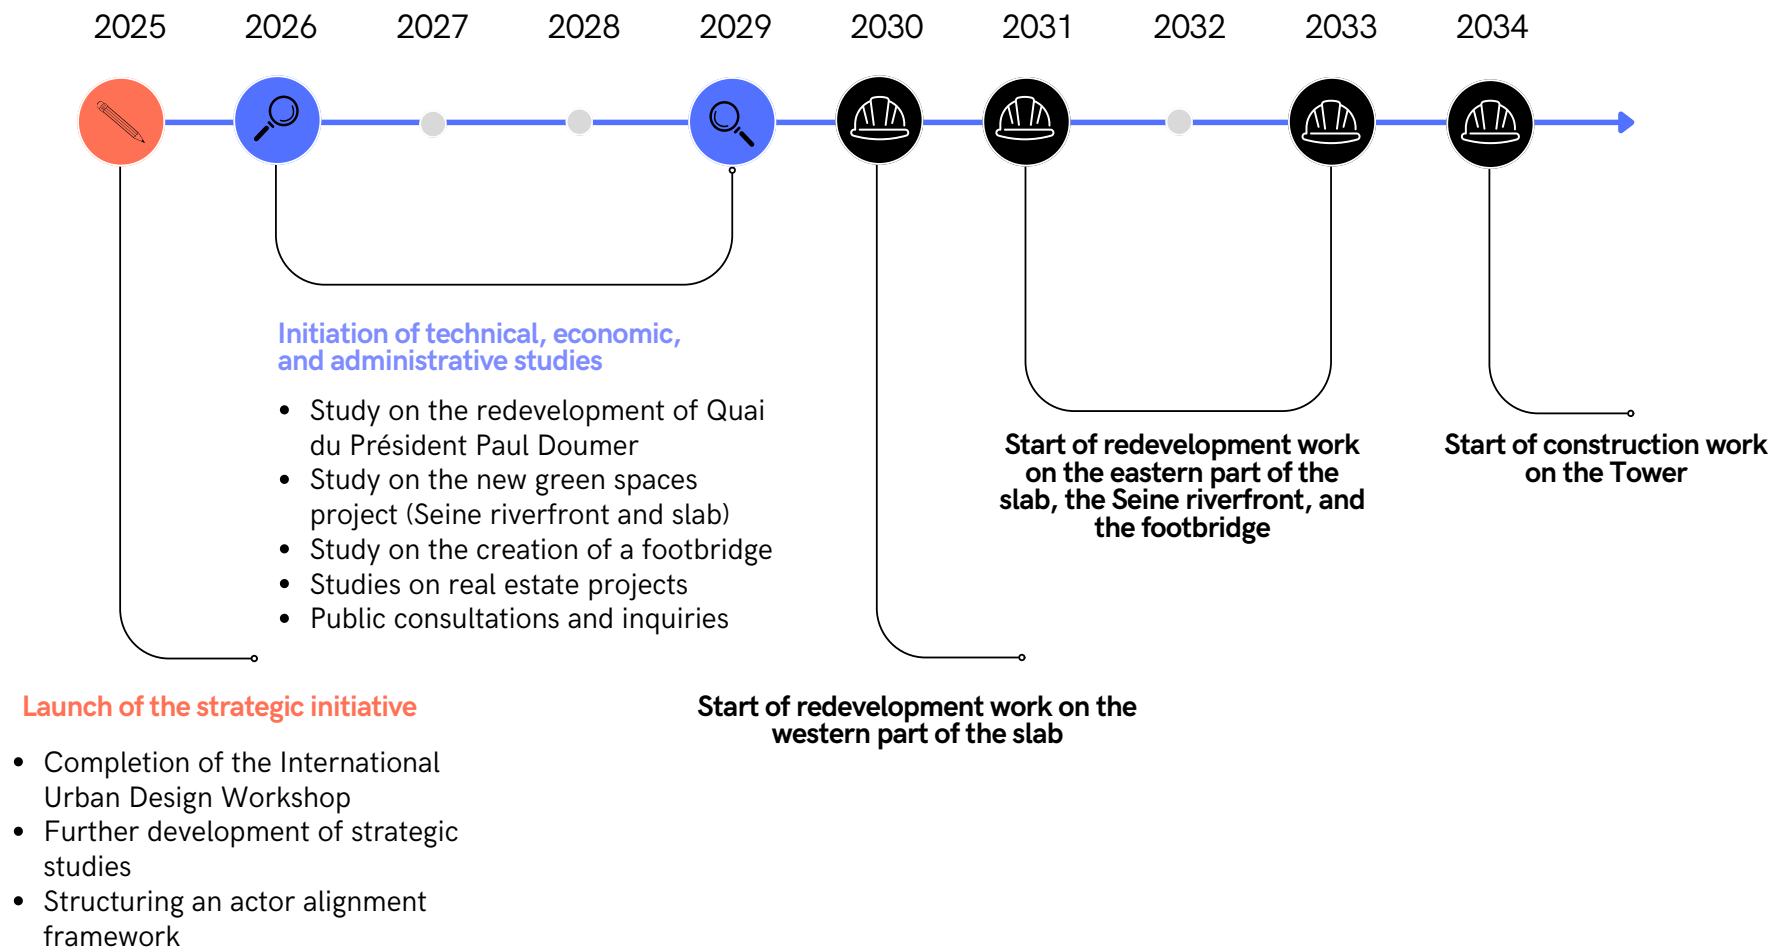 2025 2026 2027 2028 2029 2030 2031 2032 2033 2034
Initiation of technical, economic,
and administrative studies
• Study on the redevelopment of Quai
du Président Paul Doumer
• Study on the new green spaces
project (Seine riverfront and slab)
• Study on the creation of a footbridge
• Studies on real estate projects
• Public consultations and inquiries
Start of redevelopment work
on the eastern part of the
slab, the Seine riverfront, and
the footbridge
Start of construction work
on the Tower
Launch of the strategic initiative
• Completion of the International
Urban Design Workshop
• Further development of strategic
studies
• Structuring an actor alignment
framework
Start of redevelopment work on the
western part of the slab